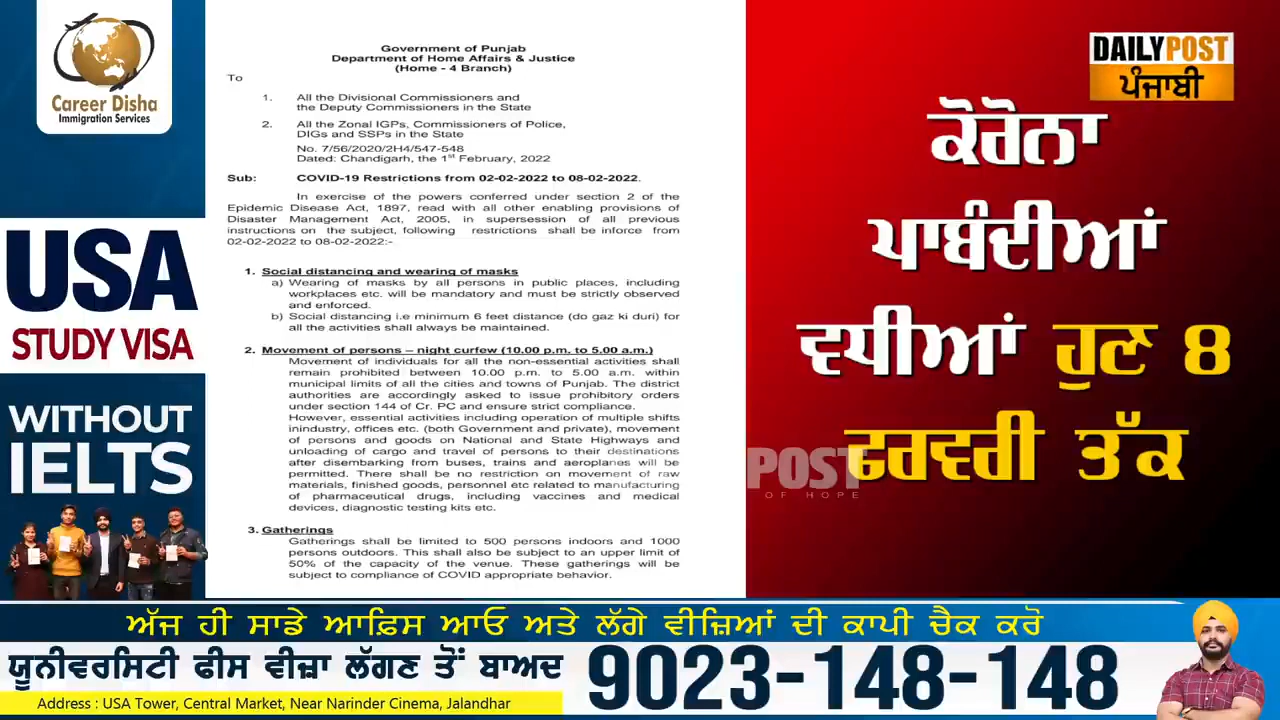 Career Disha
Immigration Services
USA
STUDY VISA
WITHOUT
IELTS
Government of Punjab
Department of Home Affairs & Justice
(Home - 4 Branch)
To
1. All the Divisional Commissioners and
the Deputy Commissioners in the State
2. All the Zonal IGPs, Commissioners of Police,
DIGs and SSPs in the State
No. 7/56/2020/2H4/547-548
Dated: Chandigarh, the 1st February, 2022
Sub: COVID-19 Restrictions from 02-02-2022 to 08-02-2022.
In exercise of the powers conferred under section 2 of the
Epidemic Disease Act, 1897, read with all other enabling provisions of
Disaster Management Act, 2005, in supersession of all previous
instructions on the subject, following restrictions shall be inforce from
02-02-2022 to 08-02-2022:-
1. Social distancing and wearing of masks
a) Wearing of masks by all persons in public places, including
workplaces etc. will be mandatory and must be strictly observed
and enforced.
b) Social distancing i.e minimum 6 feet distance (do gaz ki duri) for
all the activities shall always be maintained.
2. Movement of persons – night curfew (10.00 p.m. to 5.00 a.m.)
Movement of individuals for all the non-essential activities shall
remain prohibited between 10.00 p.m. to 5.00 a.m. within
municipal limits of all the cities and towns of Punjab. The district
authorities are accordingly asked to issue prohibitory orders
under section 144 of Cr. PC and ensure strict compliance.
However, essential activities including operation of multiple shifts
inindustry, offices etc. (both Government and private), movement
of persons and goods on National and State Highways and
unloading of cargo and travel of persons to their destinations
after disembarking from buses, trains and aeroplanes will be
permitted. There shall be no restriction on movement of raw
materials, finished goods, personnel etc related to manufacturing
of pharmaceutical drugs, including vaccines and medical
devices, diagnostic testing kits etc.
3. Gatherings
Gatherings shall be limited to 500 persons indoors and 1000
persons outdoors. This shall also be subject to an upper limit of
50% of the capacity of the venue. These gatherings will be
subject to compliance of COVID appropriate behavior.
DAILY POST
ਪੰਜਾਬੀ
ਕੋਰੋਨਾ
ਪਾਬੰਦੀਆਂ
ਵਧੀਆਂ ਹੁਣ 8
ਫਰਵਰੀ ਤੱਕ
POST
OF HOPE
ਅੱਜ ਹੀ ਸਾਡੇ ਆਫ਼ਿਸ ਆਓ ਅਤੇ ਲੱਗੇ ਵੀਜ਼ਿਆਂ ਦੀ ਕਾਪੀ ਚੈਕ ਕਰੋ
ਯੂਨੀਵਰਸਿਟੀ ਫੀਸ ਵੀਜ਼ਾ ਲੱਗਣ ਤੋਂ ਬਾਅਦ
9023-148-148
Address : USA Tower, Central Market, Near Narinder Cinema, Jalandhar